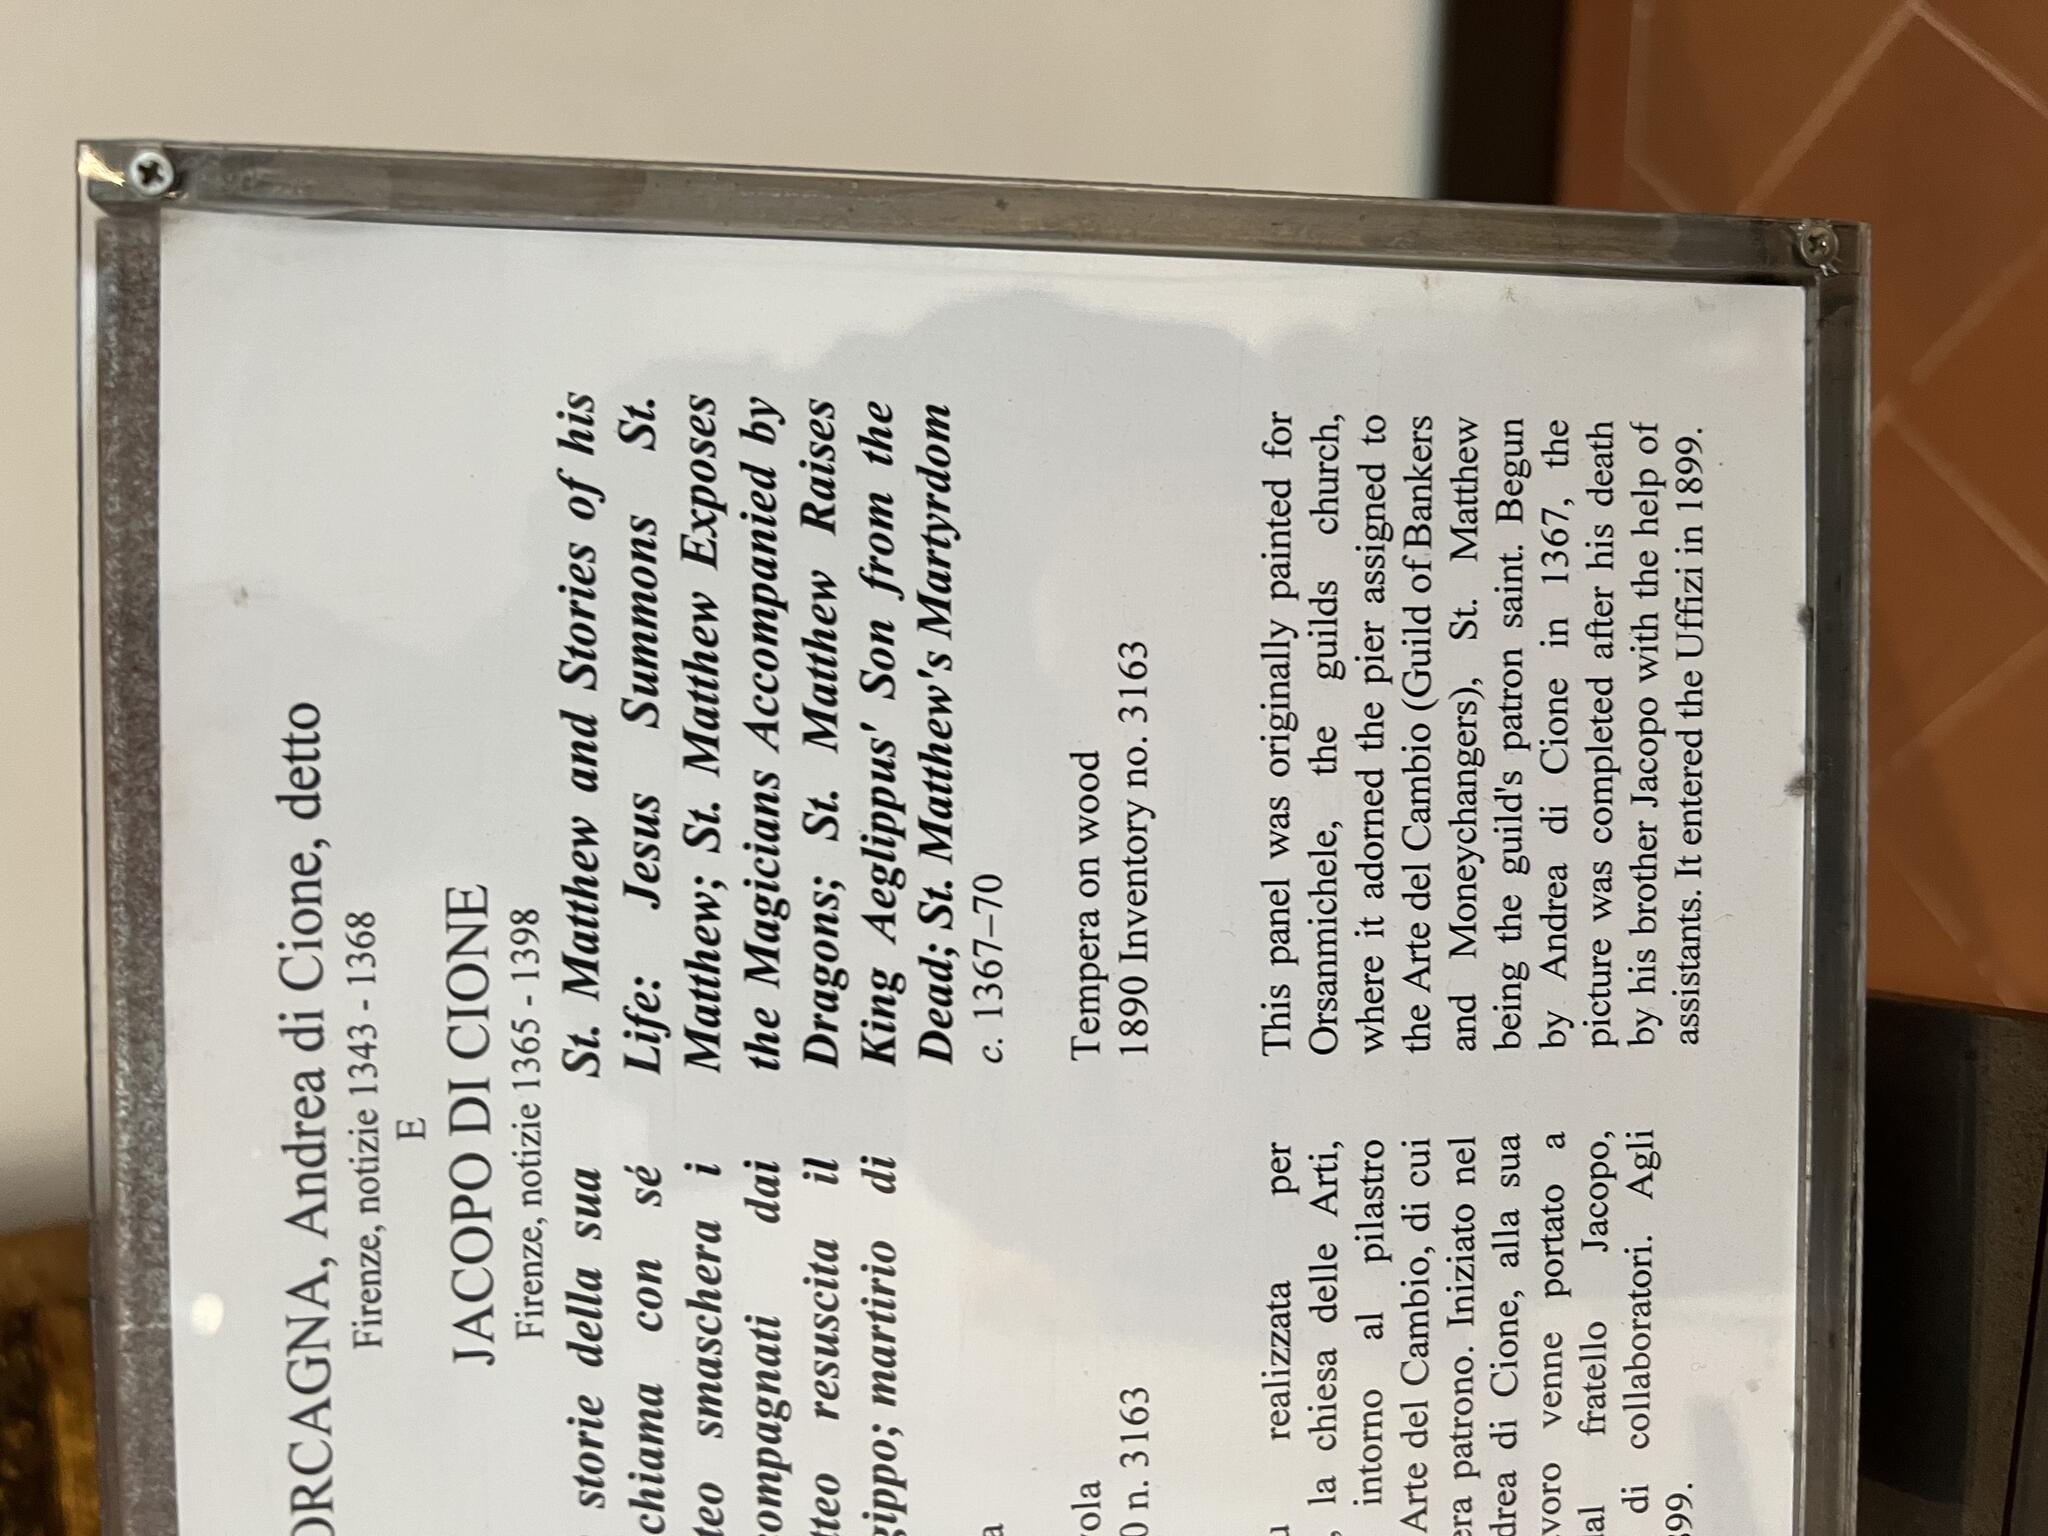 ORCAGNA, Andrea di Cione, detto
Firenze, notizie 1343 - 1368
E
JACOPO DI CIONE
Firenze, notizie 1365 - 1398
storie della sua
chiama con sé
smaschera i
dai
resuscita il
martirio di
n. 3163
St. Matthew and Stories of his
Life: Jesus Summons St.
Matthew; St. Matthew Exposes
the Magicians Accompanied by
Dragons; St. Matthew Raises
King Aeglippus' Son from the
Dead; St. Matthew's Martyrdom
c. 1367–70
Tempera on wood
1890 Inventory no. 3163
realizzata per
la chiesa delle Arti,
intorno al pilastro
Arte del Cambio, di cui
era patrono. Iniziato nel
di Cione, alla sua
venne portato a
fratello Jacopo,
di collaboratori. Agli
This panel was originally painted for
Orsanmichele, the guilds church,
where it adorned the pier assigned to
the Arte del Cambio (Guild of Bankers
and Moneychangers), St. Matthew
being the guild's patron saint. Begun
by Andrea di Cione in 1367, the
picture was completed after his death
by his brother Jacopo with the help of
assistants. It entered the Uffizi in 1899.